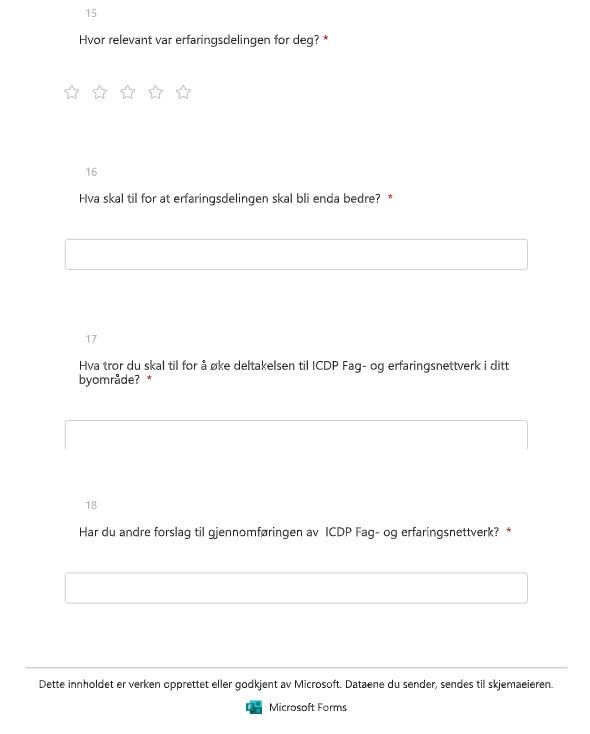 15
Hvor relevant var erfaringsdelingen for deg? *
16
Hva skal til for at erfaringsdelingen skal bli enda bedre? *
17
Hva tror du skal til for å øke deltakelsen til ICDP Fag- og erfaringsnettverk i ditt
byområde? *
18
Har du andre forslag til gjennomføringen av ICDP Fag- og erfaringsnettverk? *
Dette innholdet er verken opprettet eller godkjent av Microsoft. Dataene du sender, sendes til skjemaeieren.
Microsoft Forms